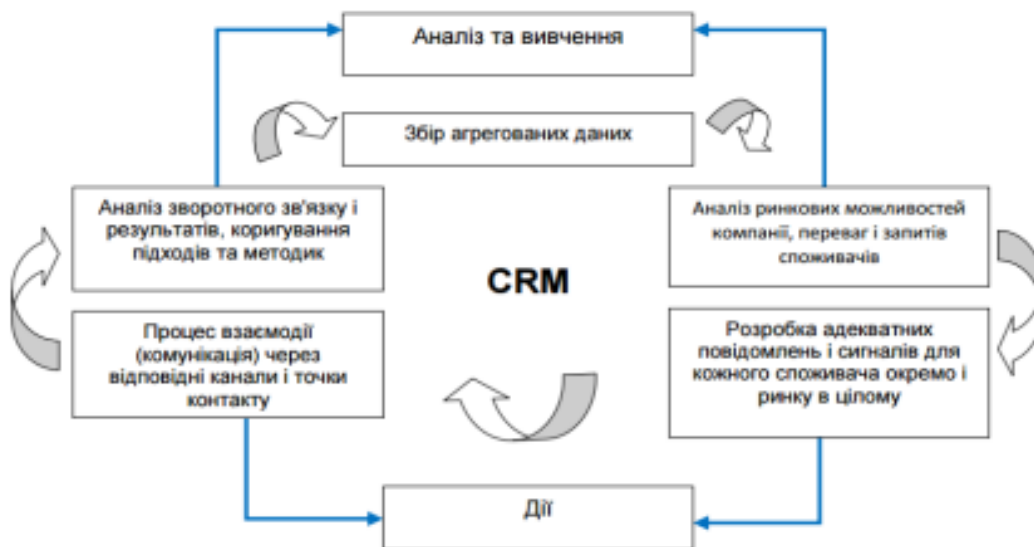 Аналіз та вивчення
Збір агрегованих даних
Аналіз зворотного зв'язку і
результатів, коригування
підходів та методик
Аналіз ринкових можливостей
компанії, переваг і запитів
споживачів
CRM
Процес взаємодії
(комунікація) через
відповідні канали і точки
контакту
Розробка адекватних
повідомлень і сигналів для
кожного споживача окремо і
ринку в цілому
Дії